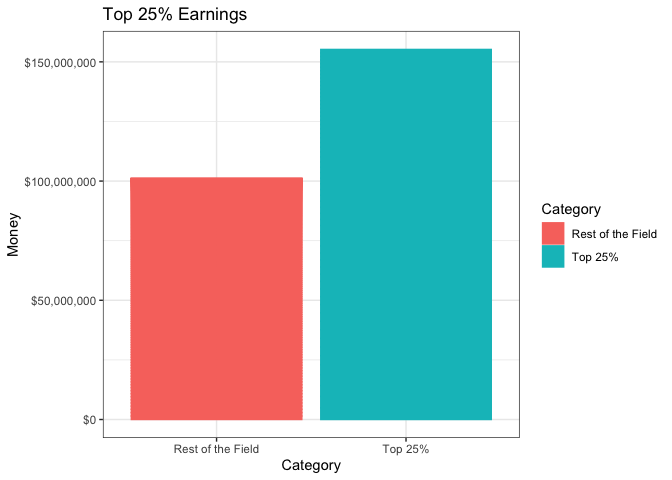 Top 25% Earnings
$150,000,000
$100,000,000
$50,000,000
$0
Money
Rest of the Field
Top 25%
Category
Category
Rest of the Field
Top 25%